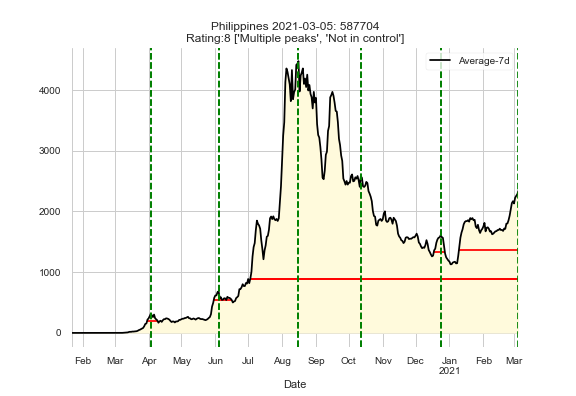 Philippines 2021-03-05: 587704
Rating:8 ['Multiple peaks', 'Not in control']
Average-7d
4000
3000
2000
1000
0
Feb Mar Apr May Jun Jul Aug Sep Oct Nov Dec Jan Feb Mar
2021
Date